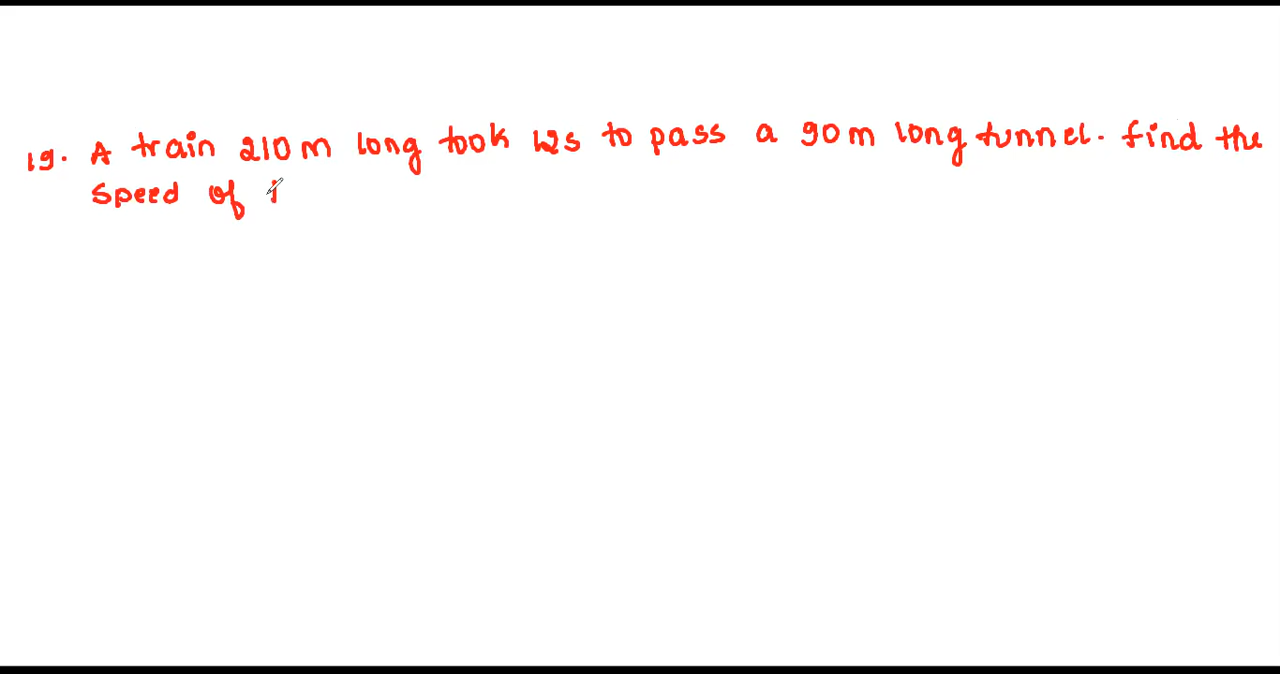 19. A train 210m long took 12s to pass a 90m long tunnel. Find the
Speed of